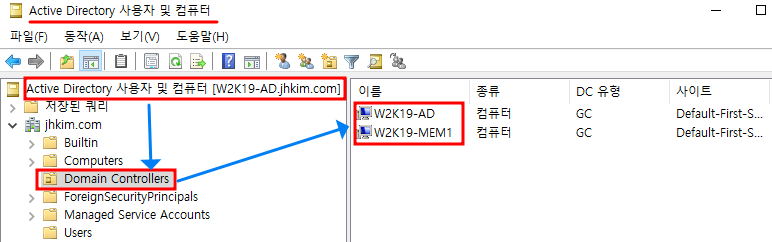 Active Directory 사용자 및 컴퓨터
파일(F) 동작(A) 보기(V) 도움말(H)
Active Directory 사용자 및 컴퓨터 [W2K19-AD.jhkim.com]
저장된 쿼리
jhkim.com
Builtin
Computers
Domain Controllers
ForeignSecurityPrincipals
Managed Service Accounts
Users
이름 종류 DC 유형 사이트
W2K19-AD 컴퓨터 GC Default-First-S...
W2K19-MEM1 컴퓨터 GC Default-First-S...